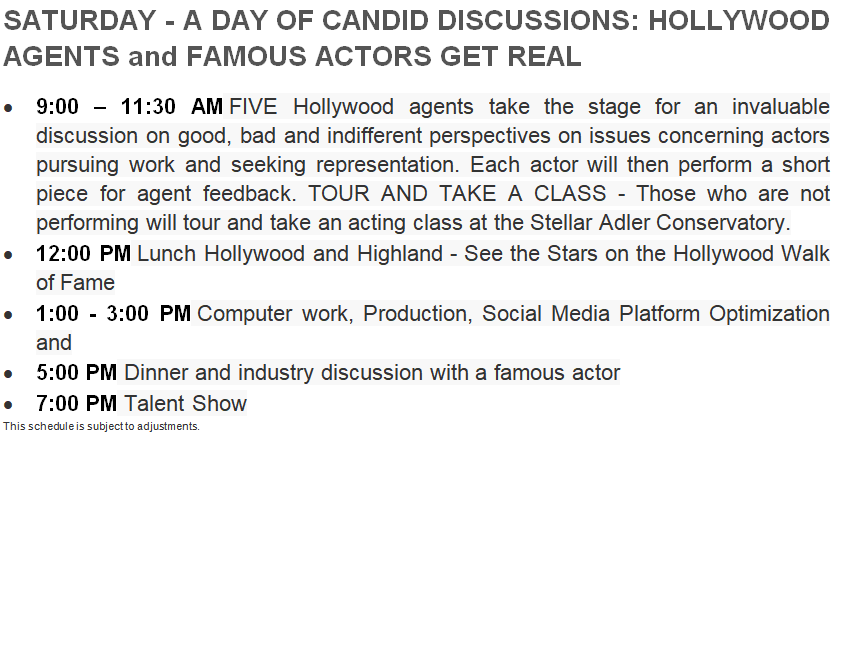 SATURDAY - A DAY OF CANDID DISCUSSIONS: HOLLYWOOD
AGENTS and FAMOUS ACTORS GET REAL
• 9:00 – 11:30 AM FIVE Hollywood agents take the stage for an invaluable
discussion on good, bad and indifferent perspectives on issues concerning actors
pursuing work and seeking representation. Each actor will then perform a short
piece for agent feedback. TOUR AND TAKE A CLASS - Those who are not
performing will tour and take an acting class at the Stellar Adler Conservatory.
• 12:00 PM Lunch Hollywood and Highland - See the Stars on the Hollywood Walk
of Fame
• 1:00 - 3:00 PM Computer work, Production, Social Media Platform Optimization
and
• 5:00 PM Dinner and industry discussion with a famous actor
• 7:00 PM Talent Show
This schedule is subject to adjustments.